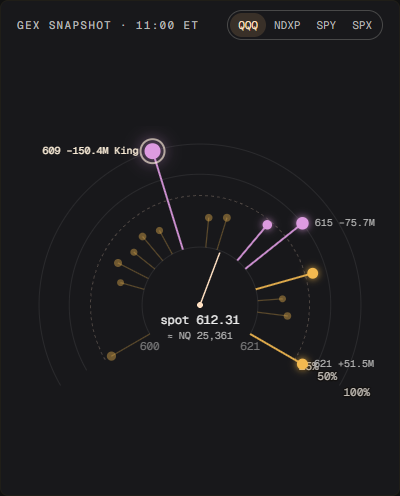 GEX SNAPSHOT · 11:00 ET
QQQ NDXP SPY SPX
609 −150.4M King
615 −75.7M
spot 612.31
= NQ 25,361
600
621
621 +51.5M
50%
100%